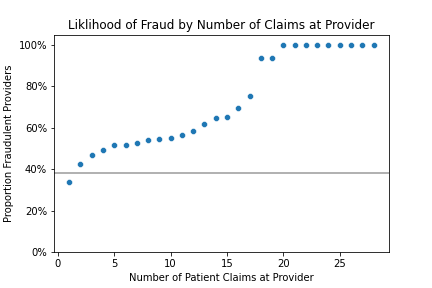 Liklihood of Fraud by Number of Claims at Provider
100%
80%
60%
40%
20%
0%
Proportion Fraudulent Providers
0 5 10 15 20 25
Number of Patient Claims at Provider